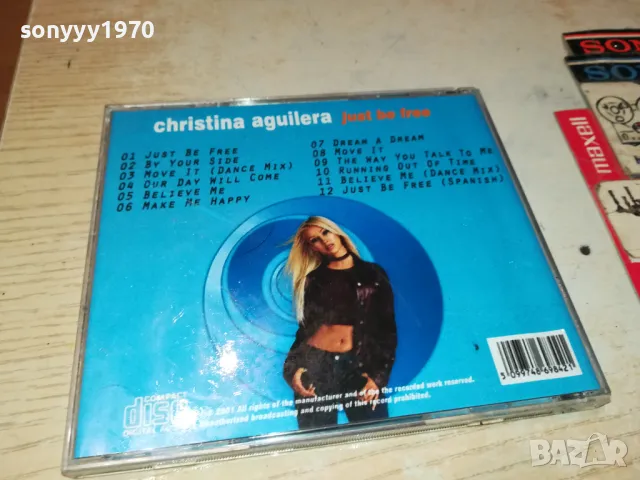 sonyyy1970
christina aguilera just be free
01 JUST BE FREE
02 BY YOUR SIDE
03 MOVE IT (DANCE MIX)
04 OUR DAY WILL COME
05 BELIEVE ME
06 MAKE ME HAPPY
07 DREAM A DREAM
08 MOVE IT
09 THE WAY YOU TALK TO ME
10 RUNNING OUT OF TIME
11 BELIEVE ME (DANCE MIX)
12 JUST BE FREE (SPANISH)
maxell
COMPACT
disc
DIGITAL
2001 All rights of the manufacturer and of the recorded work reserved.
Unauthorized broadcasting and copying of this record prohibited.
5 099746 698421
BAZAR
bg